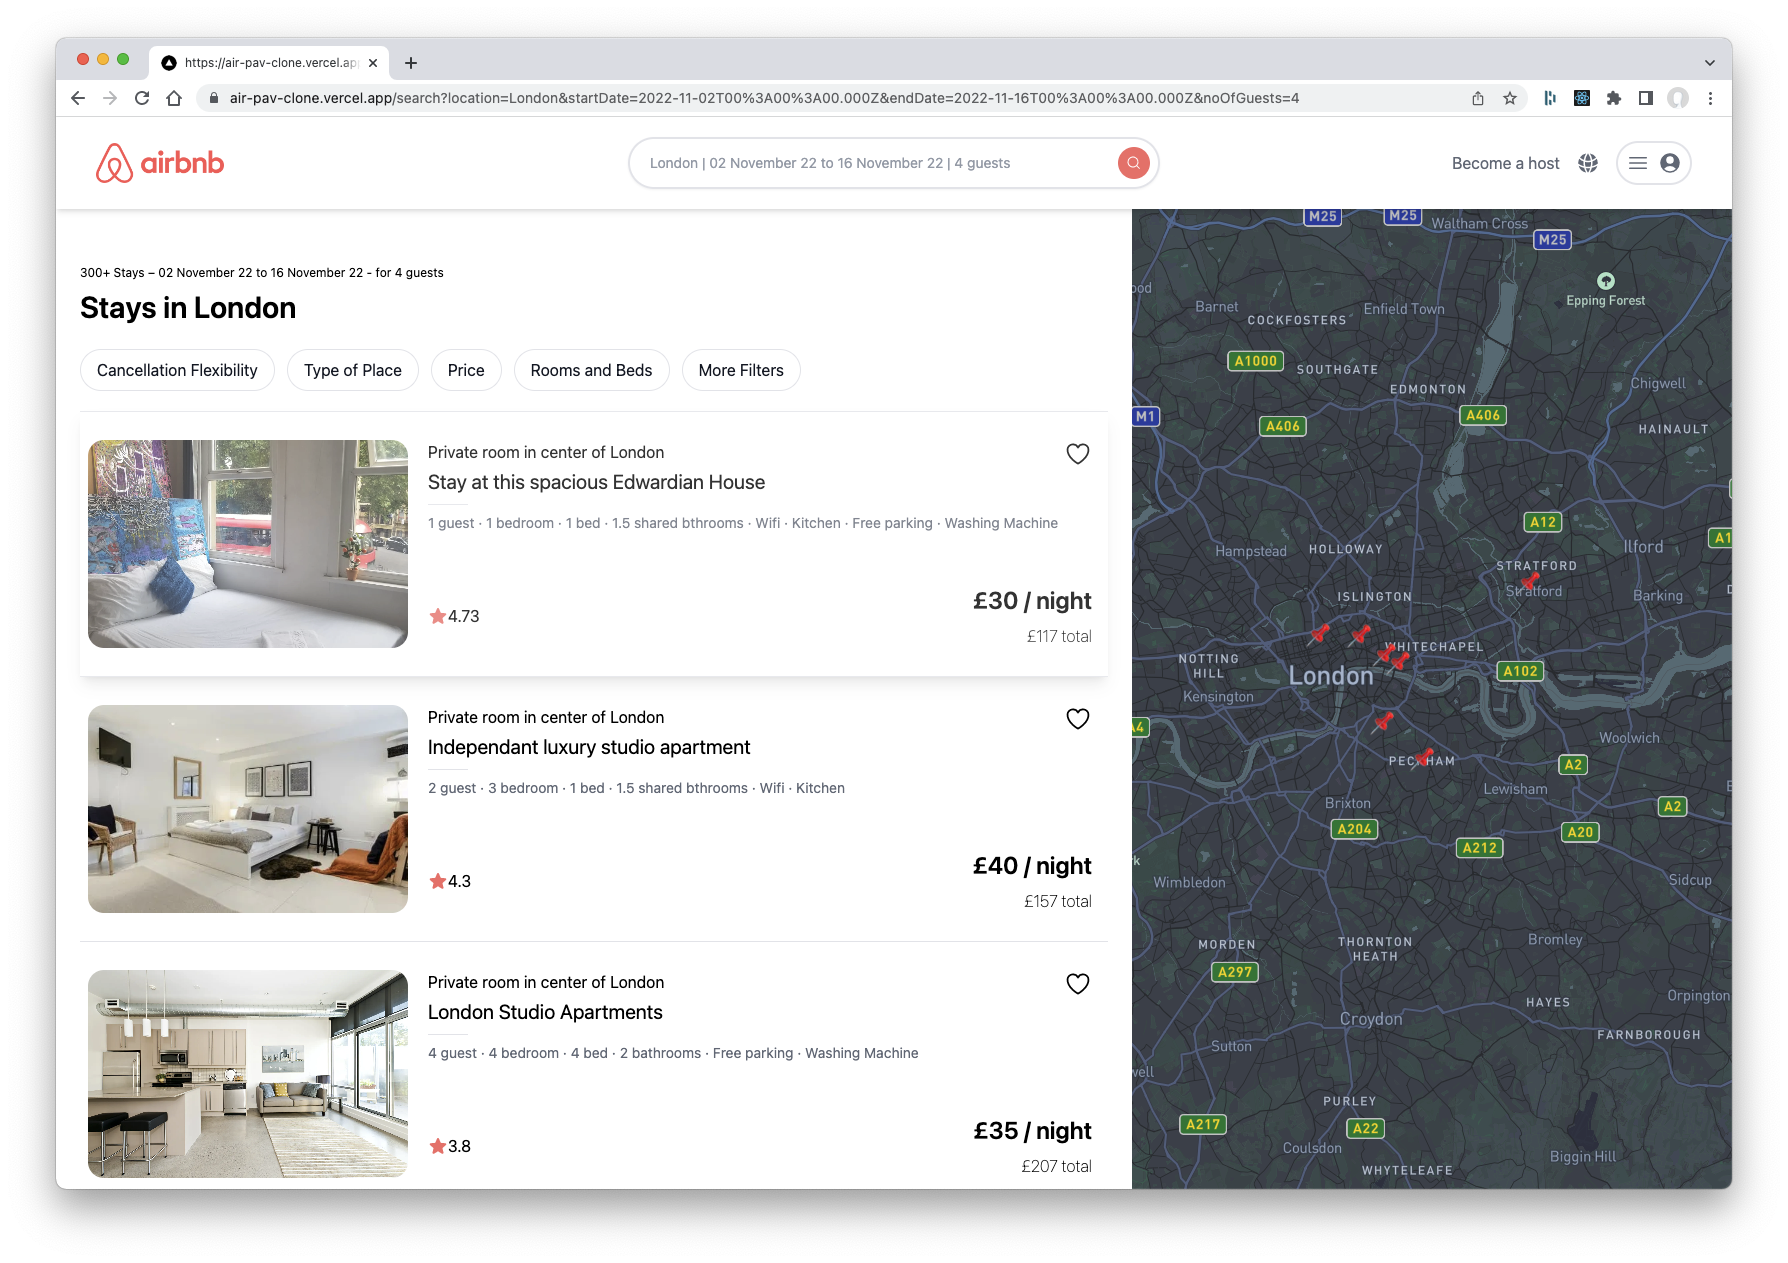 https://air-pav-clone.vercel.ap
air-pav-clone.vercel.app/search?location=London&startDate=2022-11-02T00%3A00%3A00.000Z&endDate=2022-11-16T00%3A00%3A00.000Z&noOfGuests=4
airbnb
London | 02 November 22 to 16 November 22 | 4 guests
Become a host
300+ Stays – 02 November 22 to 16 November 22 - for 4 guests
Stays in London
Cancellation Flexibility
Type of Place
Price
Rooms and Beds
More Filters
Private room in center of London
Stay at this spacious Edwardian House
1 guest · 1 bedroom · 1 bed · 1.5 shared bthrooms · Wifi · Kitchen · Free parking · Washing Machine
4.73
£30 / night
£117 total
Private room in center of London
Independant luxury studio apartment
2 guest · 3 bedroom · 1 bed · 1.5 shared bthrooms · Wifi · Kitchen
4.3
£40 / night
£157 total
Private room in center of London
London Studio Apartments
4 guest · 4 bedroom · 4 bed · 2 bathrooms · Free parking · Washing Machine
3.8
£35 / night
£207 total
M25
M25
Waltham Cross
M25
ood
Epping Forest
Barnet
Enfield Town
COCKFOSTERS
A1000
SOUTHGATE
EDMONTON
Chigwell
M1
A406
A406
HAINAULT
A12
A1
Hampstead
HOLLOWAY
Ilford
STRATFORD
Stratford
Barking
ISLINGTON
WHITECHAPEL
NOTTING
HILL
London
A102
Kensington
A4
Woolwich
PECKHAM
A2
Lewisham
Brixton
A2
A204
A20
A212
rk
Wimbledon
Sidcup
MORDEN
THORNTON
HEATH
Bromley
A297
Orpington
HAYES
Croydon
FARNBOROUGH
Sutton
well
PURLEY
A217
A22
Coulsdon
Biggin Hill
WHYTELEAFE